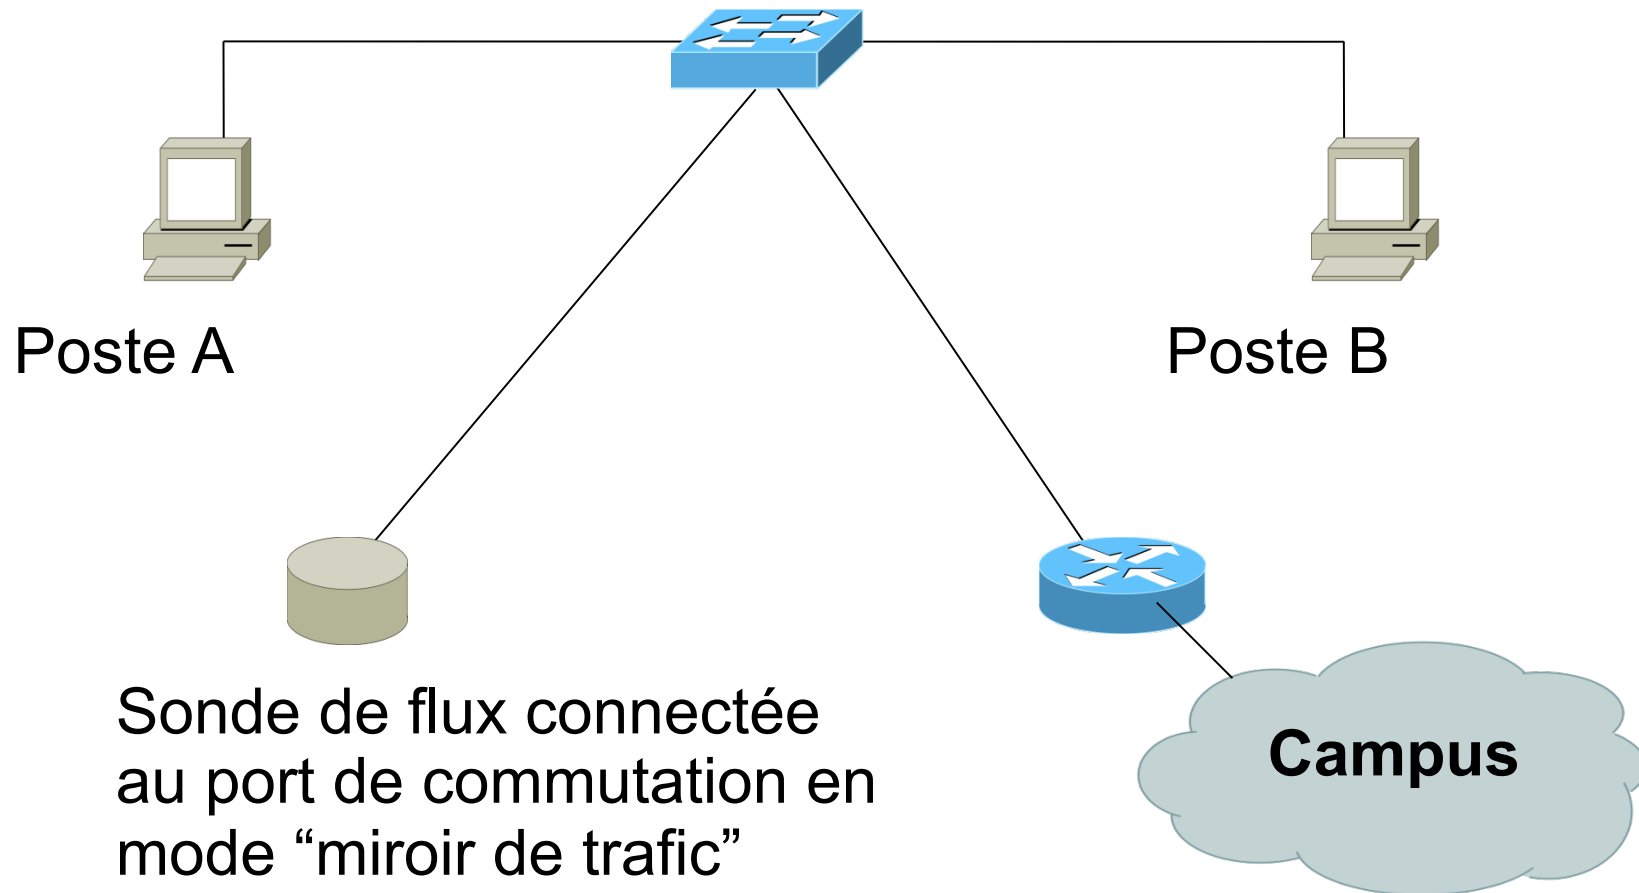 Poste A
Poste B
Sonde de flux connectée
au port de commutation en
mode “miroir de trafic”
Campus